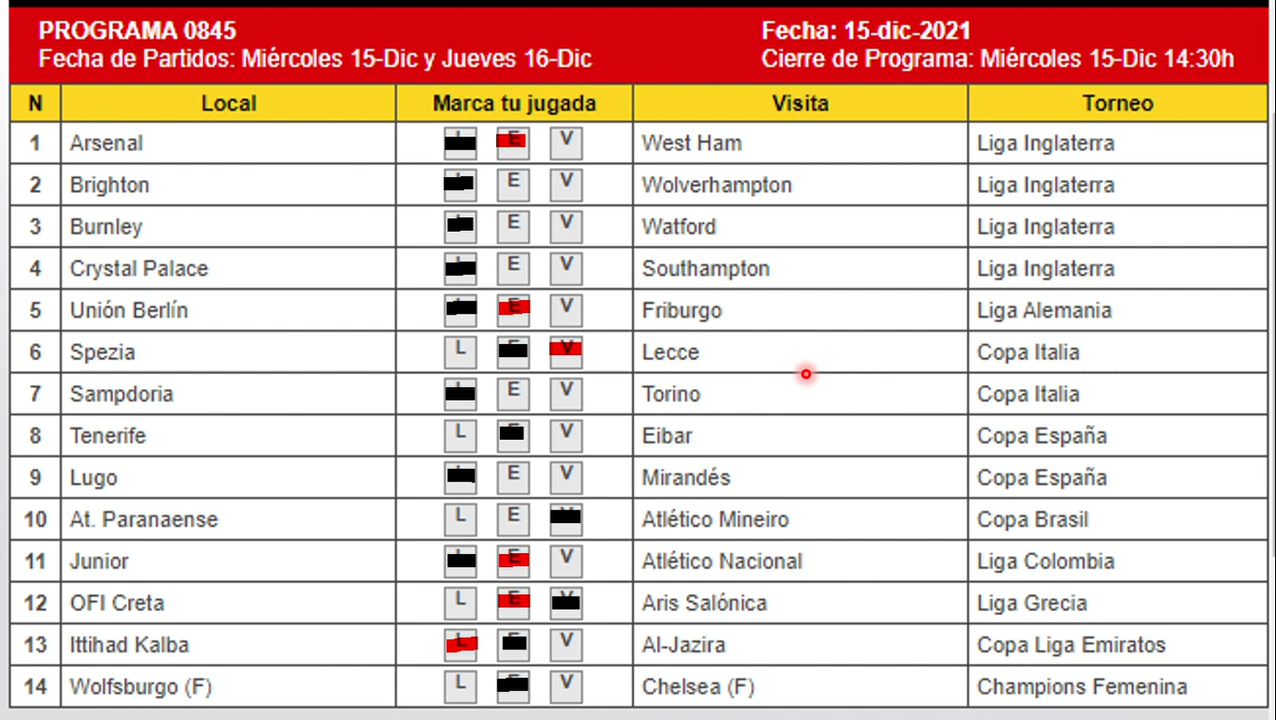 PROGRAMA 0845 Fecha: 15-dic-2021
Fecha de Partidos: Miércoles 15-Dic y Jueves 16-Dic Cierre de Programa: Miércoles 15-Dic 14:30h
N Local Marca tu jugada Visita Torneo
1 Arsenal E V West Ham Liga Inglaterra
2 Brighton E V Wolverhampton Liga Inglaterra
3 Burnley E V Watford Liga Inglaterra
4 Crystal Palace E V Southampton Liga Inglaterra
5 Unión Berlín E V Friburgo Liga Alemania
6 Spezia L V Lecce Copa Italia
7 Sampdoria E V Torino Copa Italia
8 Tenerife L V Eibar Copa España
9 Lugo E V Mirandés Copa España
10 At. Paranaense L E Atlético Mineiro Copa Brasil
11 Junior E V Atlético Nacional Liga Colombia
12 OFI Creta L E Aris Salónica Liga Grecia
13 Ittihad Kalba L V Al-Jazira Copa Liga Emiratos
14 Wolfsburgo (F) L V Chelsea (F) Champions Femenina